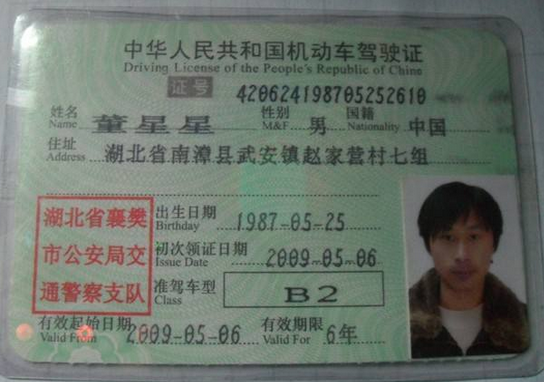 中华人民共和国机动车驾驶证
Driving License of the People's Republic of China
证号 420624198705252610
姓名 Name 董星星 性别 M&F 男 国籍 Nationality 中国
住址 Address 湖北省南漳县武安镇赵家营村七组
湖北省襄樊
市公安局交
通警察支队
出生日期 Birthday 1987-05-25
初次领证日期 Issue Date 2009-05-06
准驾车型 Class B2
有效起始日期 Valid From 2009-05-06 有效期限 Valid For 6年